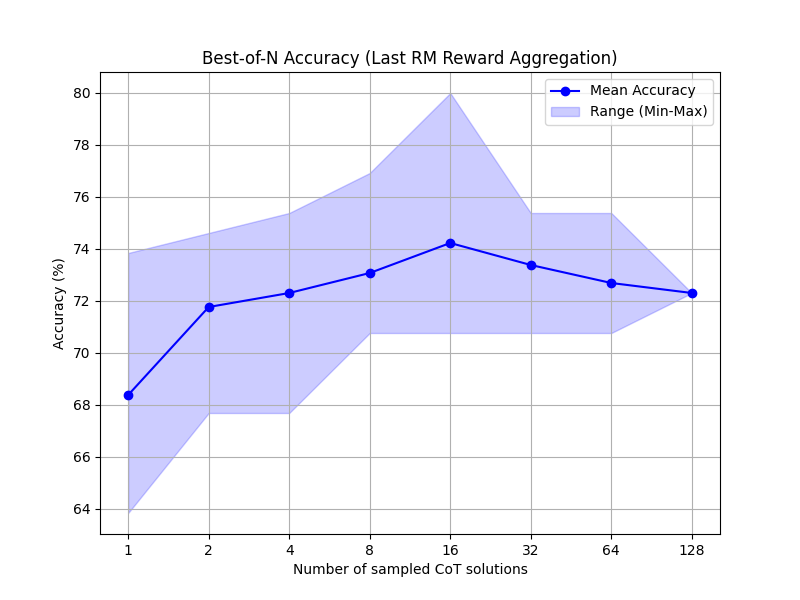 Best-of-N Accuracy (Last RM Reward Aggregation)
Mean Accuracy
Range (Min-Max)
Accuracy (%)
80
78
76
74
72
70
68
66
64
1 2 4 8 16 32 64 128
Number of sampled CoT solutions